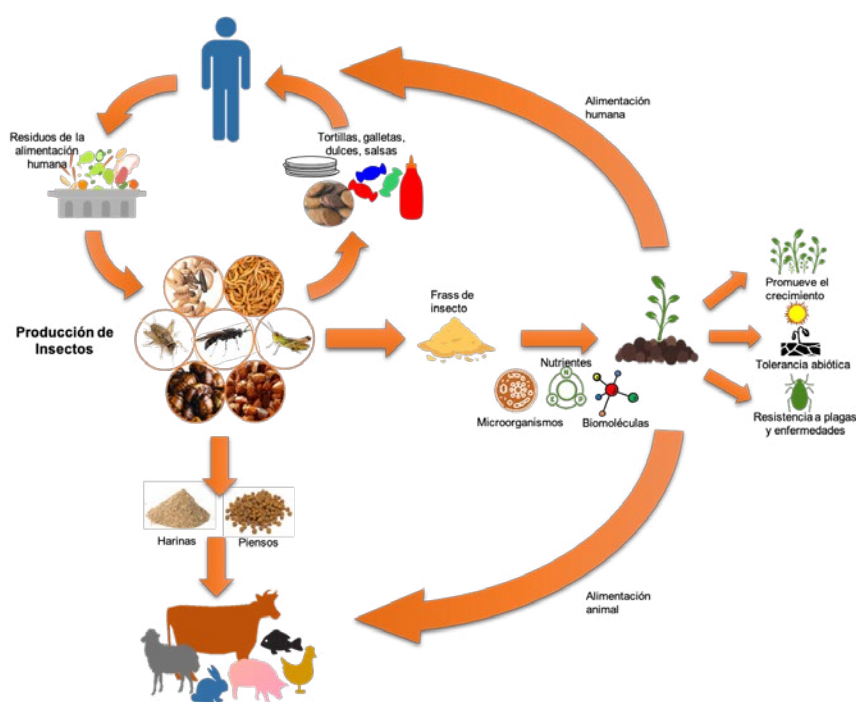 Alimentación
humana
Residuos de la
alimentación
humana
Tortillas, galletas,
dulces, salsas
Promueve el
crecimiento
Frass de
insecto
Producción de
Insectos
Tolerancia abiótica
Nutrientes
N
K
P
Microorganismos
Biomoléculas
Resistencia a plagas
y enfermedades
Harinas
Piensos
Alimentación
animal